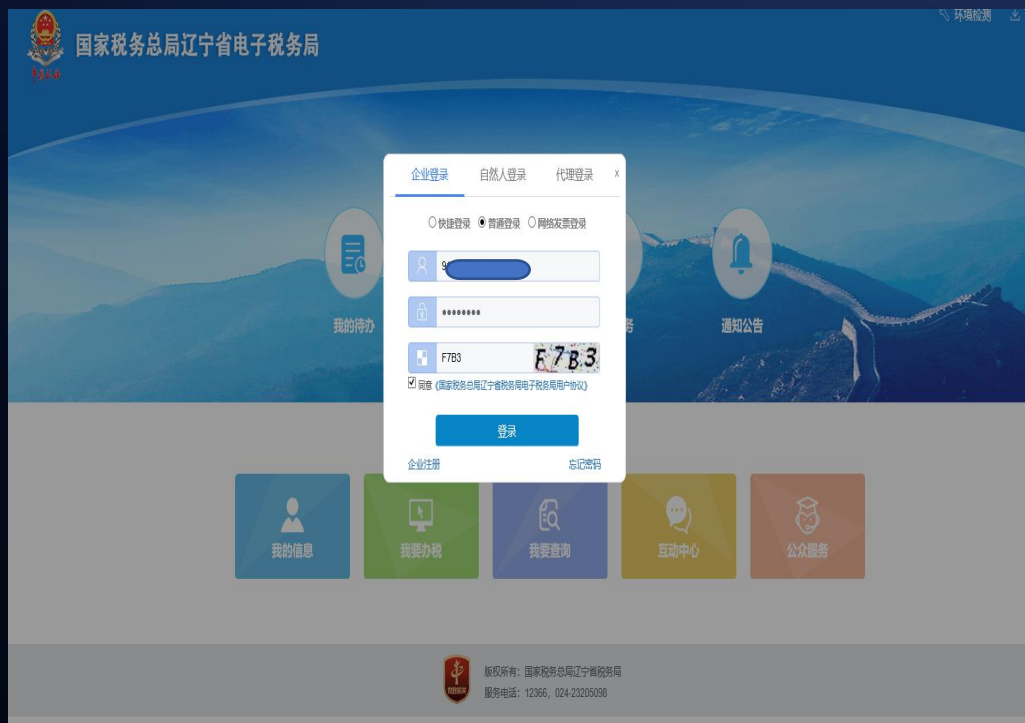 环境检测
国家税务总局辽宁省电子税务局
企业登录 自然人登录 代理登录 x
快捷登录 普通登录 网络发票登录
9
••••••••
F7B3 F7B3
同意《国家税务总局辽宁省税务局电子税务局用户协议》
登录
企业注册 忘记密码
我的待办 务 通知公告
我的信息 我要办税 我要查询 互动中心 公众服务
版权所有：国家税务总局辽宁省税务局
服务电话：12366，024-23205098